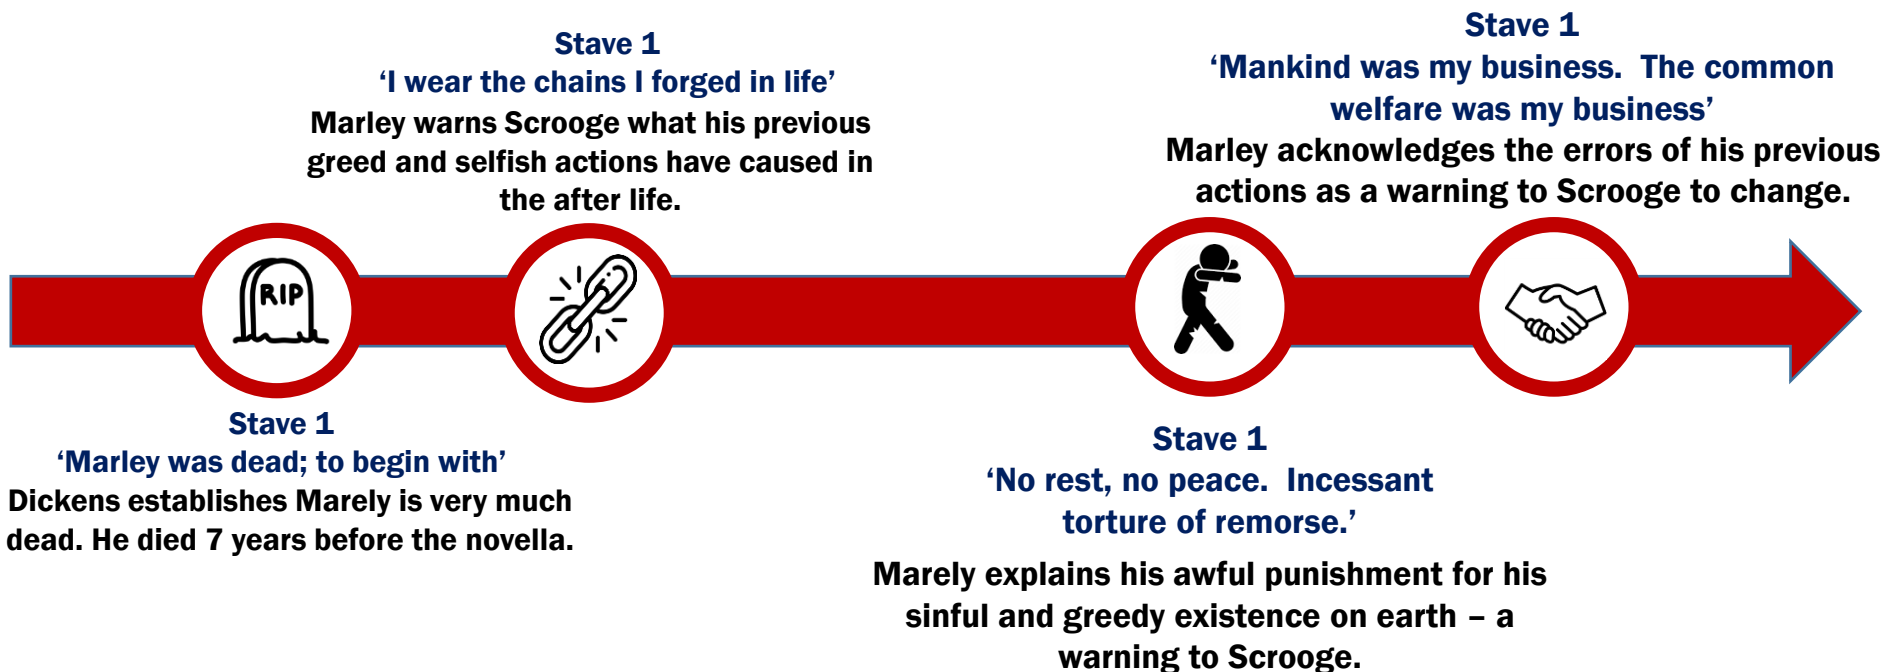 Stave 1
‘I wear the chains I forged in life’
Marley warns Scrooge what his previous
greed and selfish actions have caused in
the after life.
Stave 1
‘Mankind was my business.  The common
welfare was my business’
Marley acknowledges the errors of his previous
actions as a warning to Scrooge to change.
RIP
Stave 1
‘Marley was dead; to begin with’
Dickens establishes Marely is very much
dead. He died 7 years before the novella.
Stave 1
‘No rest, no peace.  Incessant
torture of remorse.’
Marely explains his awful punishment for his
sinful and greedy existence on earth – a
warning to Scrooge.